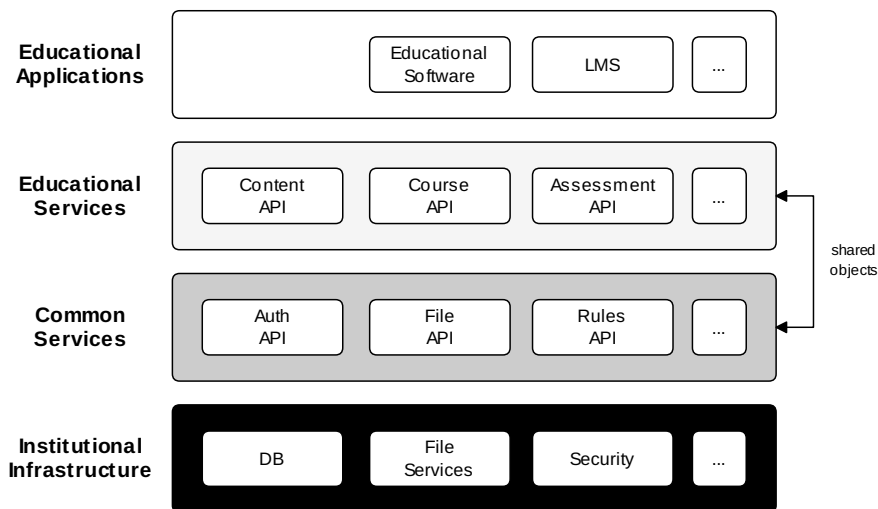 Educational
Applications
Educational
Software
LMS
...
Educational
Services
Content
API
Course
API
Assessment
API
...
shared
objects
Common
Services
Auth
API
File
API
Rules
API
...
Institutional
Infrastructure
DB
File
Services
Security
...